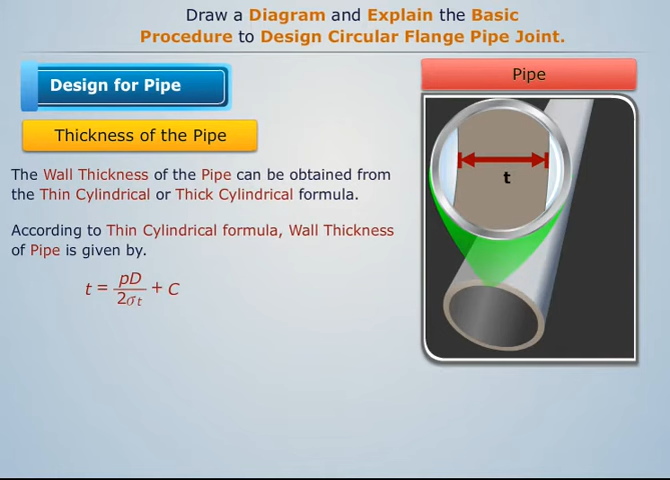 Draw a Diagram and Explain the Basic
Procedure to Design Circular Flange Pipe Joint.
Design for Pipe
Thickness of the Pipe
The Wall Thickness of the Pipe can be obtained from
the Thin Cylindrical or Thick Cylindrical formula.
According to Thin Cylindrical formula, Wall Thickness
of Pipe is given by.
t = pD / 2σt + C
Pipe
t